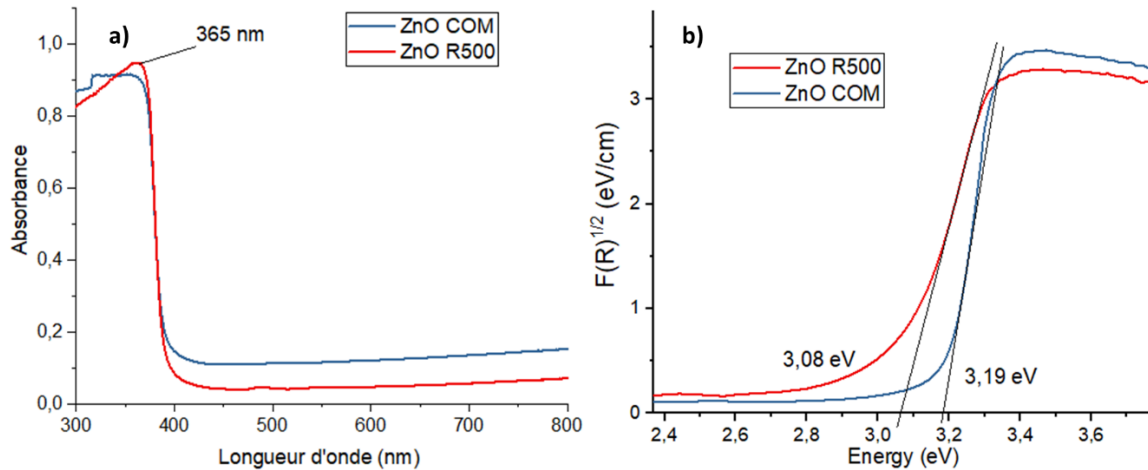 a)
365 nm
ZnO COM
ZnO R500
1,0
0,8
0,6
0,4
0,2
0,0
Absorbance
300 400 500 600 700 800
Longueur d'onde (nm)
b)
ZnO R500
ZnO COM
3
2
1
0
F(R)^1/2 (eV/cm)
3,08 eV
3,19 eV
2,4 2,6 2,8 3,0 3,2 3,4 3,6
Energy (eV)